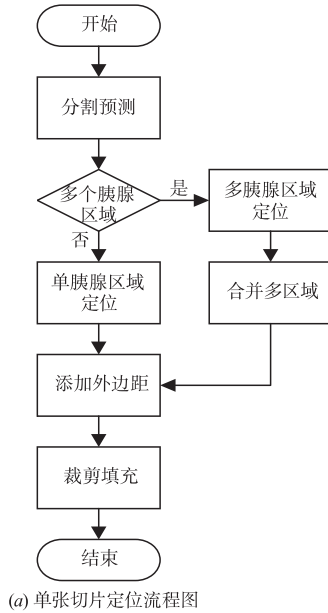 开始
分割预测
多个胰腺
区域
是
多胰腺区域
定位
否
单胰腺区域
定位
合并多区域
添加外边距
裁剪填充
结束
(a) 单张切片定位流程图